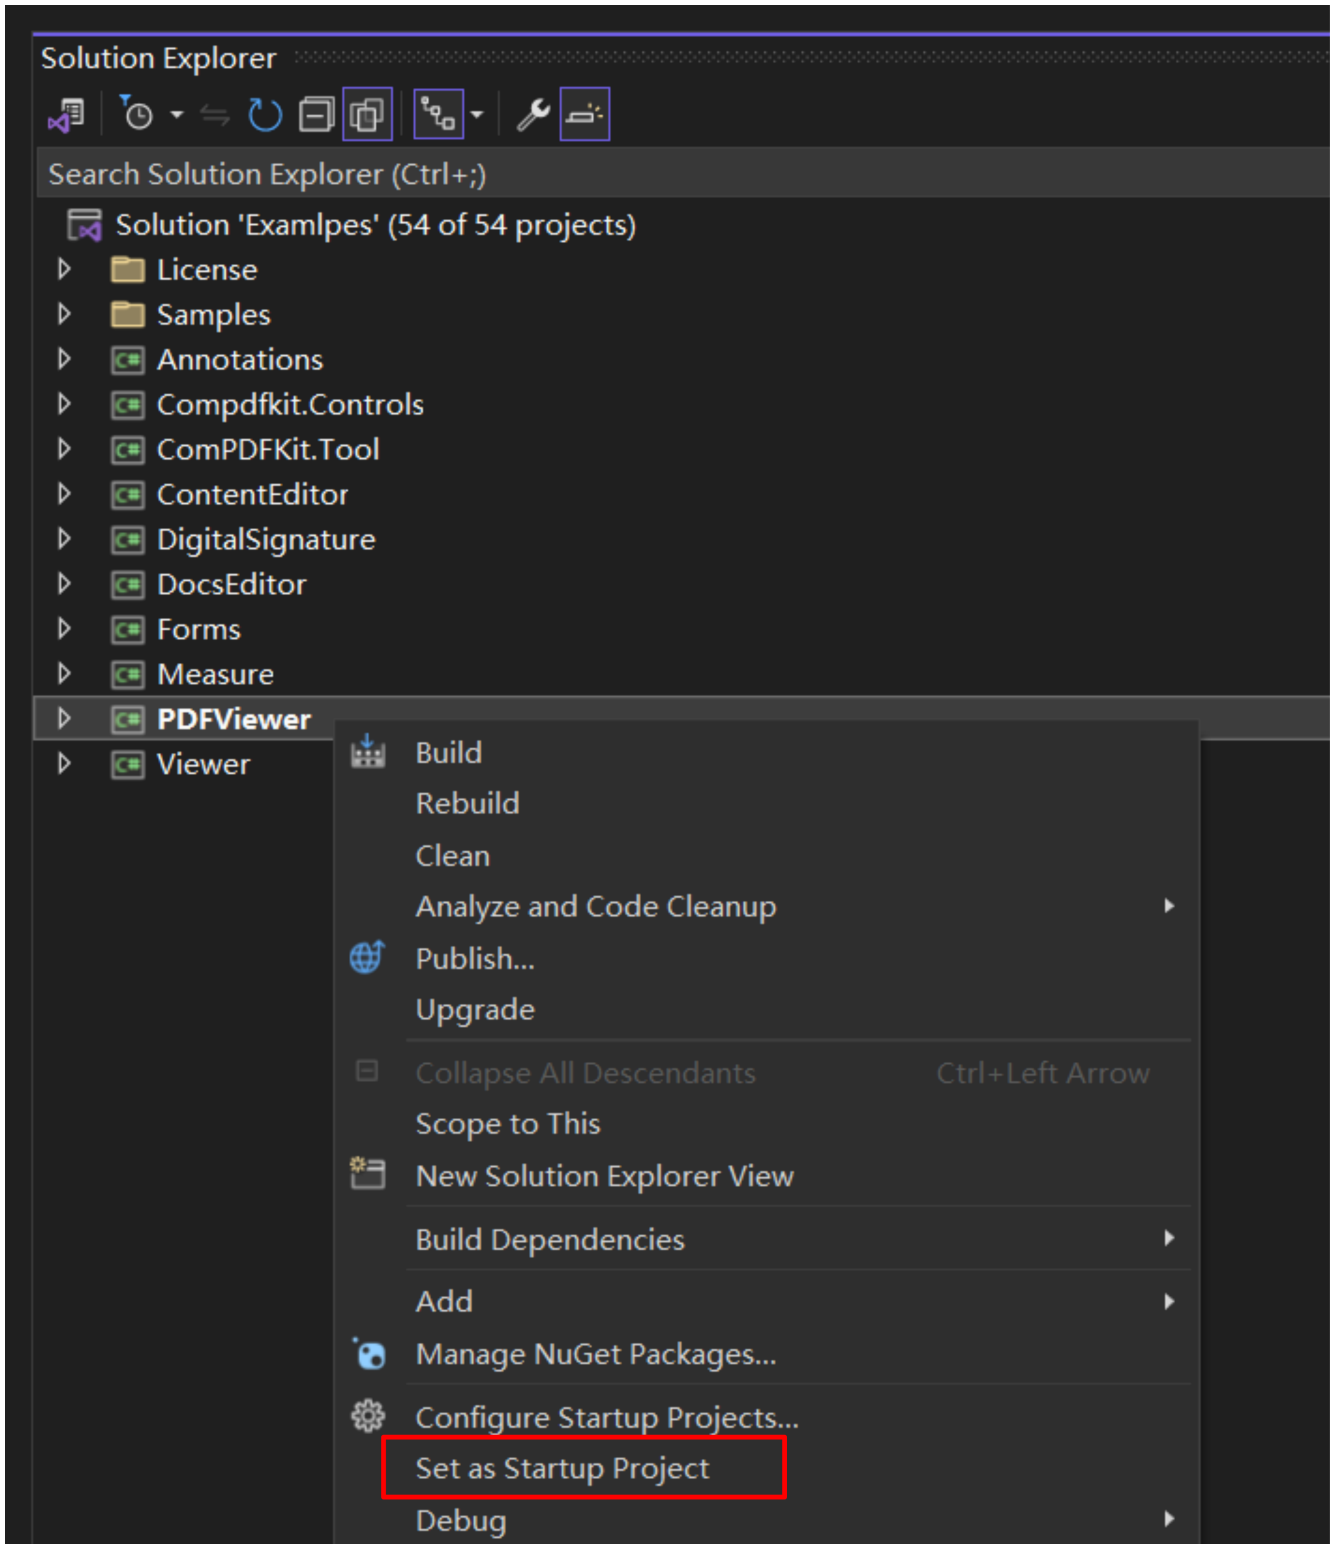 Solution Explorer
Search Solution Explorer (Ctrl+;)
Solution 'Examlpes' (54 of 54 projects)
License
Samples
C# Annotations
C# Compdfkit.Controls
C# ComPDFKit.Tool
C# ContentEditor
C# DigitalSignature
C# DocsEditor
C# Forms
C# Measure
C# PDFViewer
C# Viewer
Build
Rebuild
Clean
Analyze and Code Cleanup
Publish...
Upgrade
Collapse All Descendants Ctrl+Left Arrow
Scope to This
New Solution Explorer View
Build Dependencies
Add
Manage NuGet Packages...
Configure Startup Projects...
Set as Startup Project
Debug